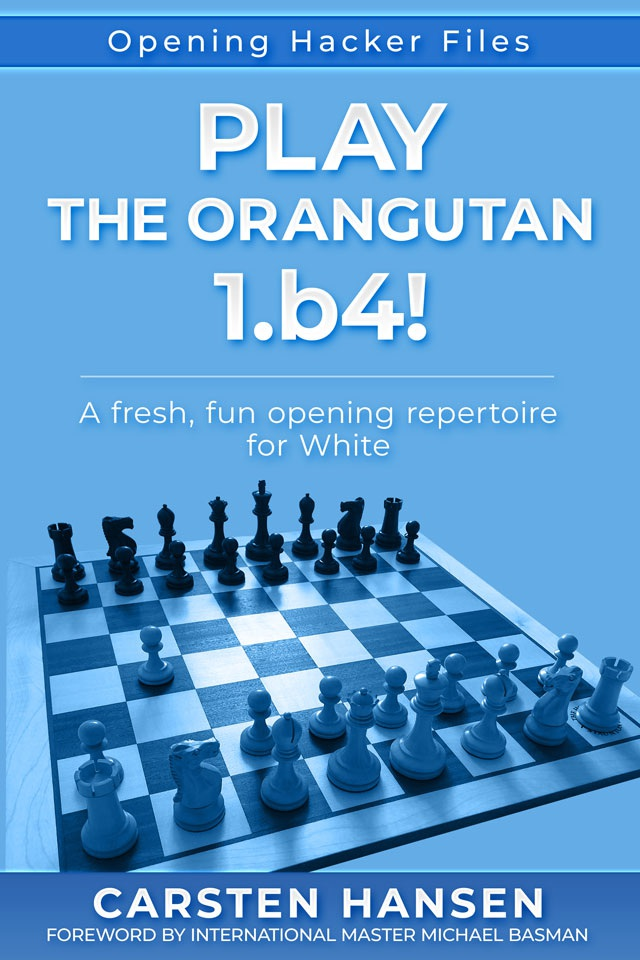 Opening Hacker Files
PLAY
THE ORANGUTAN
1.b4!
A fresh, fun opening repertoire
for White
CARSTEN HANSEN
FOREWORD BY INTERNATIONAL MASTER MICHAEL BASMAN